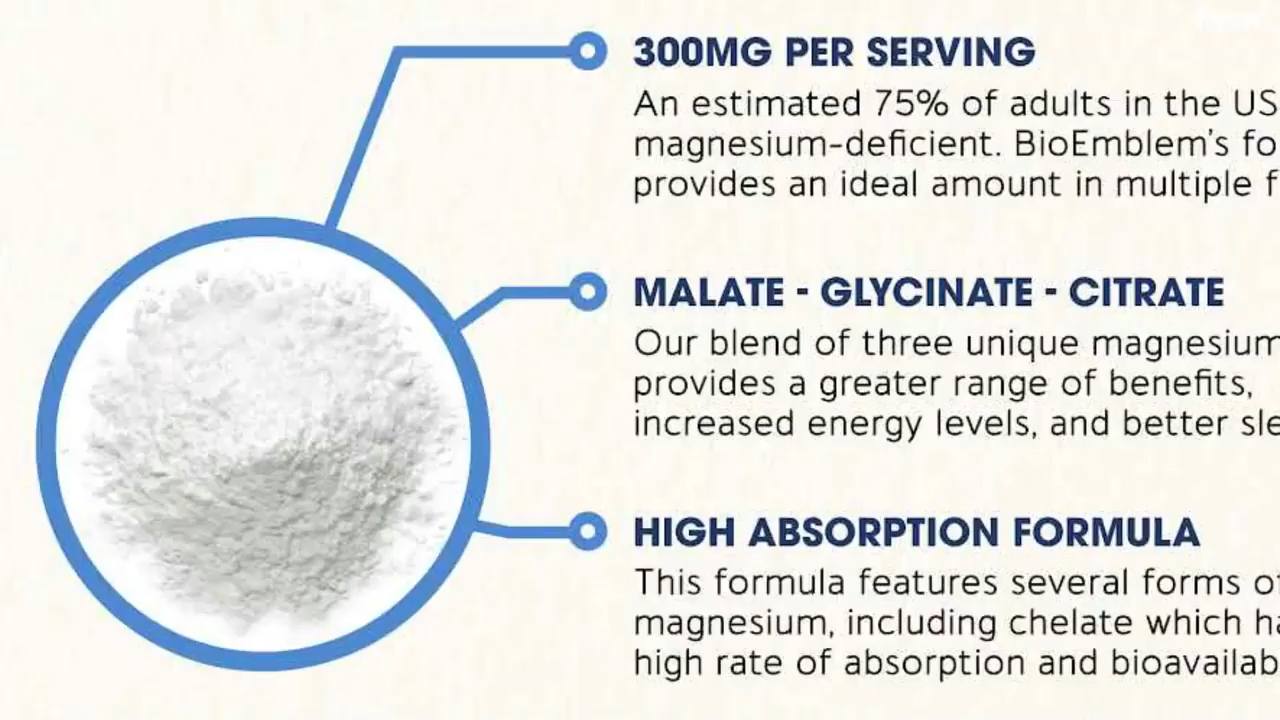 300MG PER SERVING
An estimated 75% of adults in the US
magnesium-deficient. BioEmblem's
provides an ideal amount in multiple
MALATE - GLYCINATE - CITRATE
Our blend of three unique magnesium
provides a greater range of benefits,
increased energy levels, and better
HIGH ABSORPTION FORMULA
This formula features several forms of
magnesium, including chelate which
high rate of absorption and